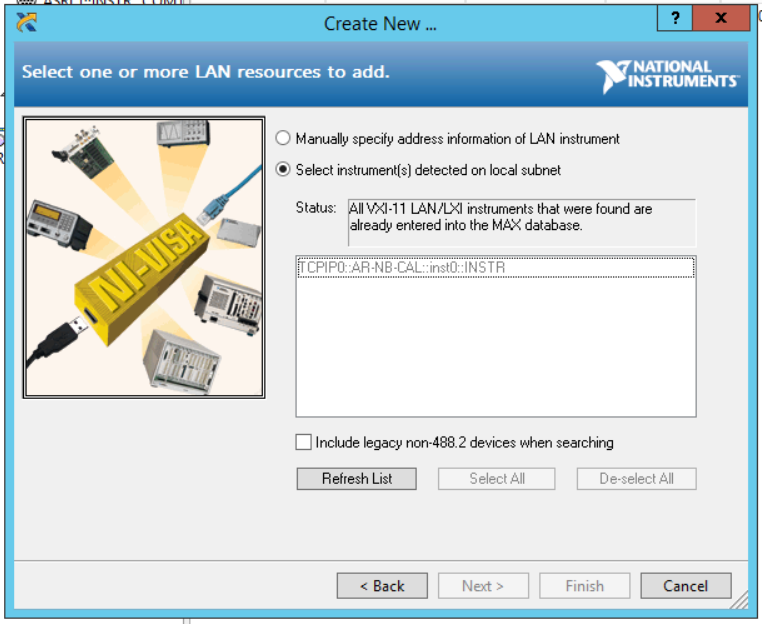 Create New ...
?
x
Select one or more LAN resources to add.
NATIONAL
INSTRUMENTS
NI-VISA
Manually specify address information of LAN instrument
Select instrument(s) detected on local subnet
Status:
All VXI-11 LAN/LXI instruments that were found are
already entered into the MAX database.
TCPIP0::AR-NB-CAL::inst0::INSTR
Include legacy non-488.2 devices when searching
Refresh List
Select All
De-select All
< Back
Next >
Finish
Cancel